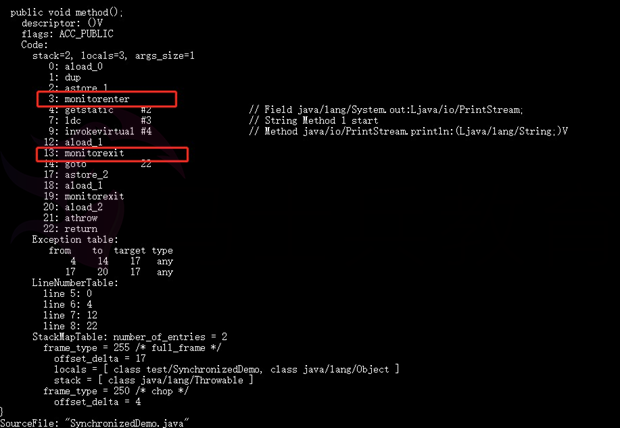 public void method();
descriptor: ()V
flags: ACC_PUBLIC
Code:
stack=2, locals=3, args_size=1
0: aload_0
1: dup
2: astore_1
3: monitorenter
4: getstatic #2 // Field java/lang/System.out:Ljava/io/PrintStream;
7: ldc #3 // String Method 1 start
9: invokevirtual #4 // Method java/io/PrintStream.println:(Ljava/lang/String;)V
12: aload_1
13: monitorexit
14: goto 22
17: astore_2
18: aload_1
19: monitorexit
20: aload_2
21: athrow
22: return
Exception table:
from to target type
4 14 17 any
17 20 17 any
LineNumberTable:
line 5: 0
line 6: 4
line 7: 12
line 8: 22
StackMapTable: number_of_entries = 2
frame_type = 255 /* full_frame */
offset_delta = 17
locals = [ class test/SynchronizedDemo, class java/lang/Object ]
stack = [ class java/lang/Throwable ]
frame_type = 250 /* chop */
offset_delta = 4
}
SourceFile: "SynchronizedDemo.java"